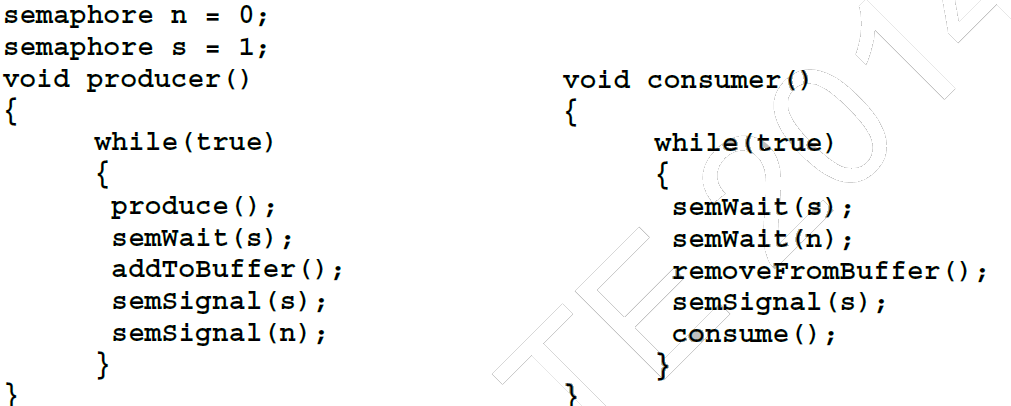 semaphore n = 0;
semaphore s = 1;
void producer()
{
while(true)
{
produce();
semWait(s);
addToBuffer();
semSignal(s);
semSignal(n);
}
}
void consumer()
{
while(true)
{
semWait(s);
semWait(n);
removeFromBuffer();
semSignal(s);
consume();
}
}